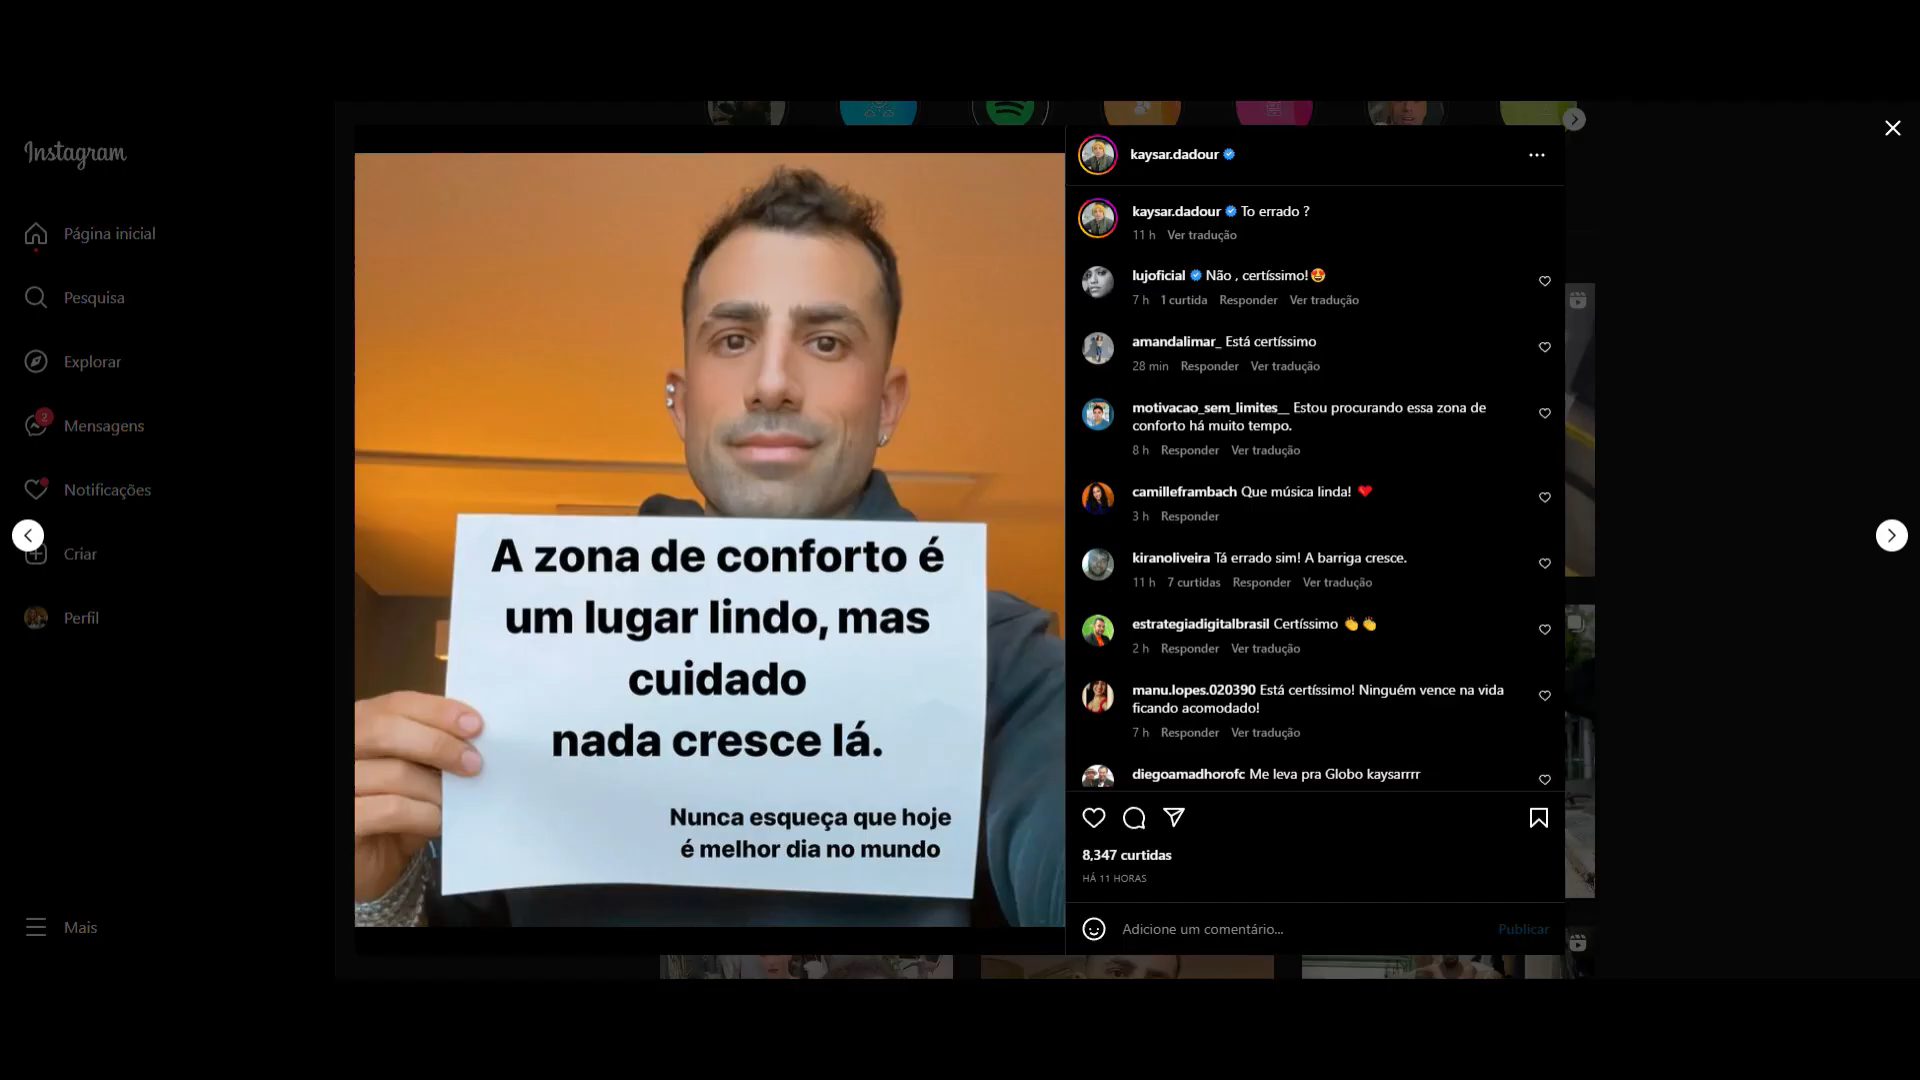 Instagram
Página inicial
Pesquisa
Explorar
2
Mensagens
Notificações
Criar
Perfil
Mais
A zona de conforto é
um lugar lindo, mas
cuidado
nada cresce lá.
Nunca esqueça que hoje
é melhor dia no mundo
kaysar.dadour
kaysar.dadour To errado ?
11 h Ver tradução
lujoficial Não , certíssimo!🤩
7 h 1 curtida Responder Ver tradução
amandalimar_ Está certíssimo
28 min Responder Ver tradução
motivacao_sem_limites__ Estou procurando essa zona de
conforto há muito tempo.
8 h Responder Ver tradução
camilleframbach Que música linda! ❤️
3 h Responder
kiranoliveira Tá errado sim! A barriga cresce.
11 h 7 curtidas Responder Ver tradução
estrategiadigitalbrasil Certíssimo 👏👏
2 h Responder Ver tradução
manu.lopes.020390 Está certíssimo! Ninguém vence na vida
ficando acomodado!
7 h Responder Ver tradução
diegoamadhorofc Me leva pra Globo kaysarrrr
8,347 curtidas
HÁ 11 HORAS
Adicione um comentário...
Publicar